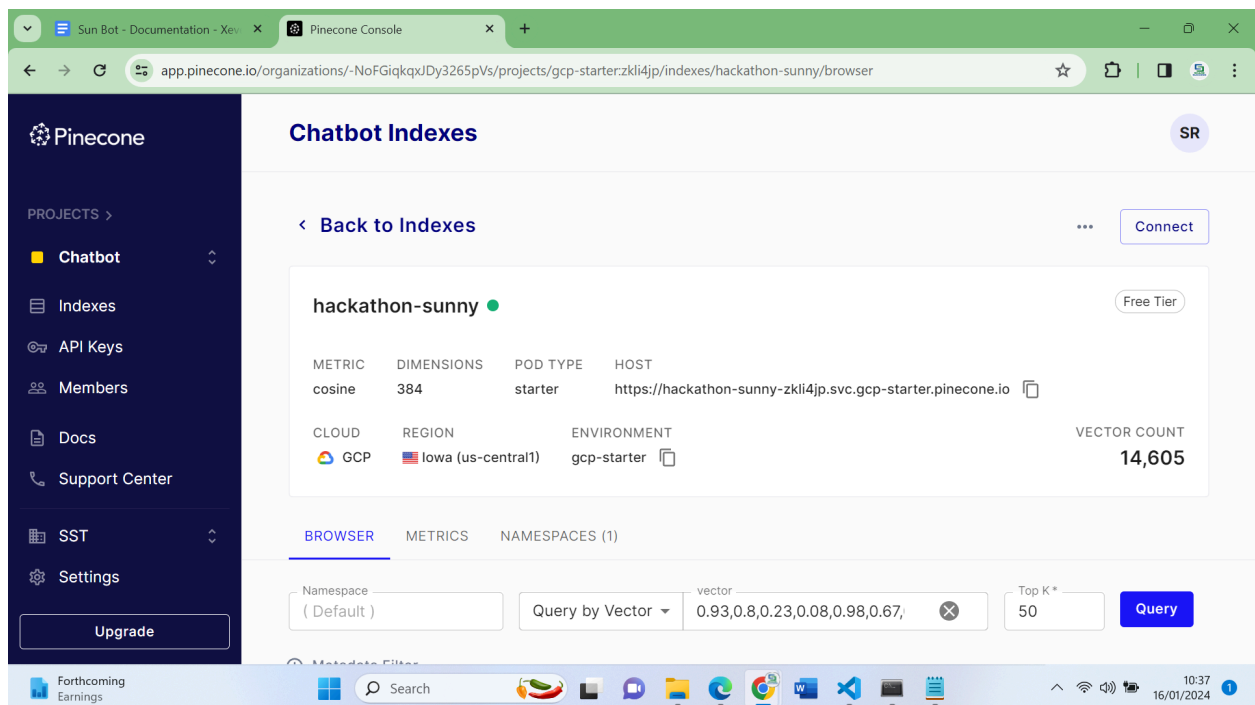 Sun Bot - Documentation - Xev
Pinecone Console
app.pinecone.io/organizations/-NoFGiqkqxJDy3265pVs/projects/gcp-starter:zkli4jp/indexes/hackathon-sunny/browser
Pinecone
Chatbot Indexes
SR
PROJECTS >
Chatbot
Indexes
API Keys
Members
Docs
Support Center
SST
Settings
Upgrade
Back to Indexes
Connect
hackathon-sunny
Free Tier
METRIC DIMENSIONS POD TYPE HOST
cosine 384 starter https://hackathon-sunny-zkli4jp.svc.gcp-starter.pinecone.io
CLOUD REGION ENVIRONMENT VECTOR COUNT
GCP Iowa (us-central1) gcp-starter 14,605
BROWSER METRICS NAMESPACES (1)
Namespace vector Top K *
( Default ) Query by Vector 0.93,0.8,0.23,0.08,0.98,0.67, 50 Query
Metadata Filter
Forthcoming
Earnings
Search
10:37
16/01/2024
1